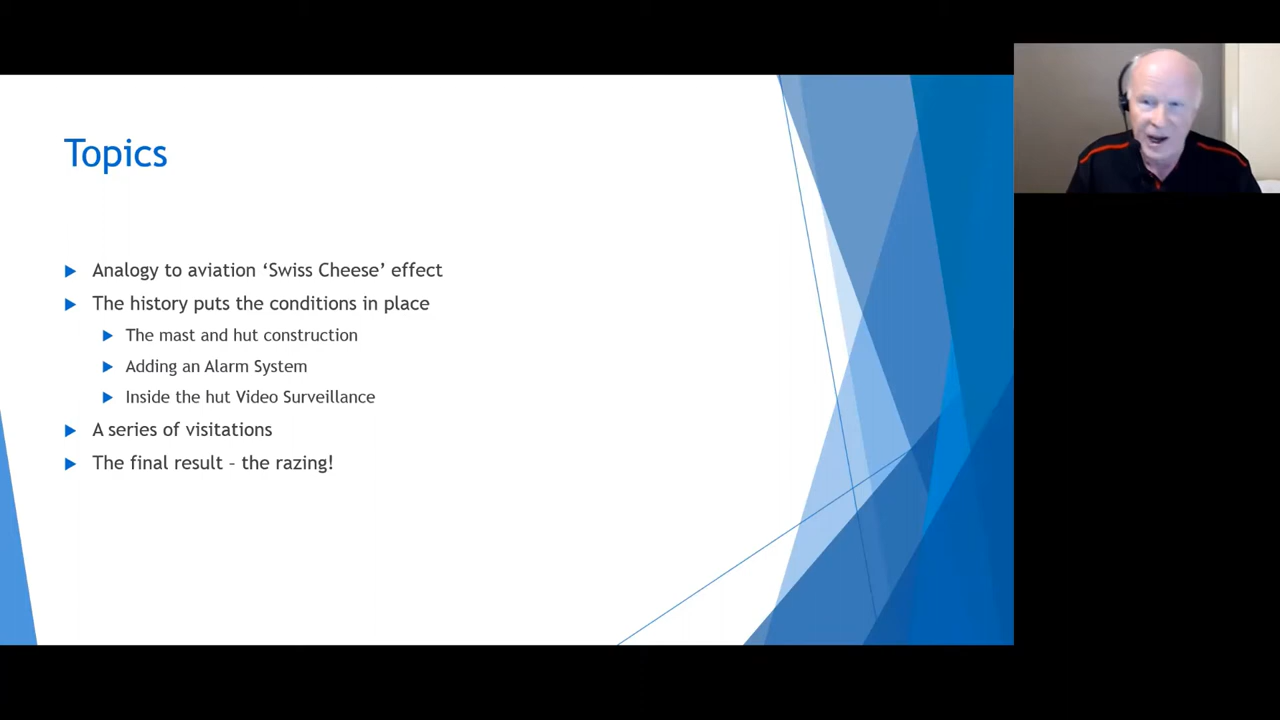 Topics
Analogy to aviation ‘Swiss Cheese’ effect
The history puts the conditions in place
The mast and hut construction
Adding an Alarm System
Inside the hut Video Surveillance
A series of visitations
The final result – the razing!